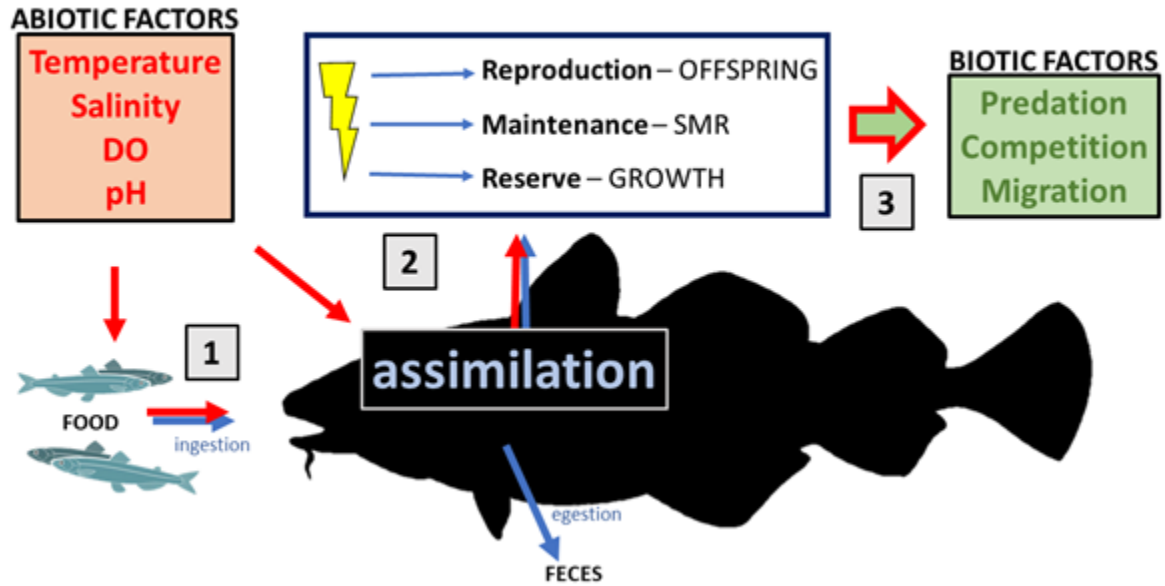 ABIOTIC FACTORS
Temperature
Salinity
DO
pH
Reproduction – OFFSPRING
Maintenance – SMR
Reserve – GROWTH
BIOTIC FACTORS
Predation
Competition
Migration
3
2
1
assimilation
FOOD
ingestion
egestion
FECES